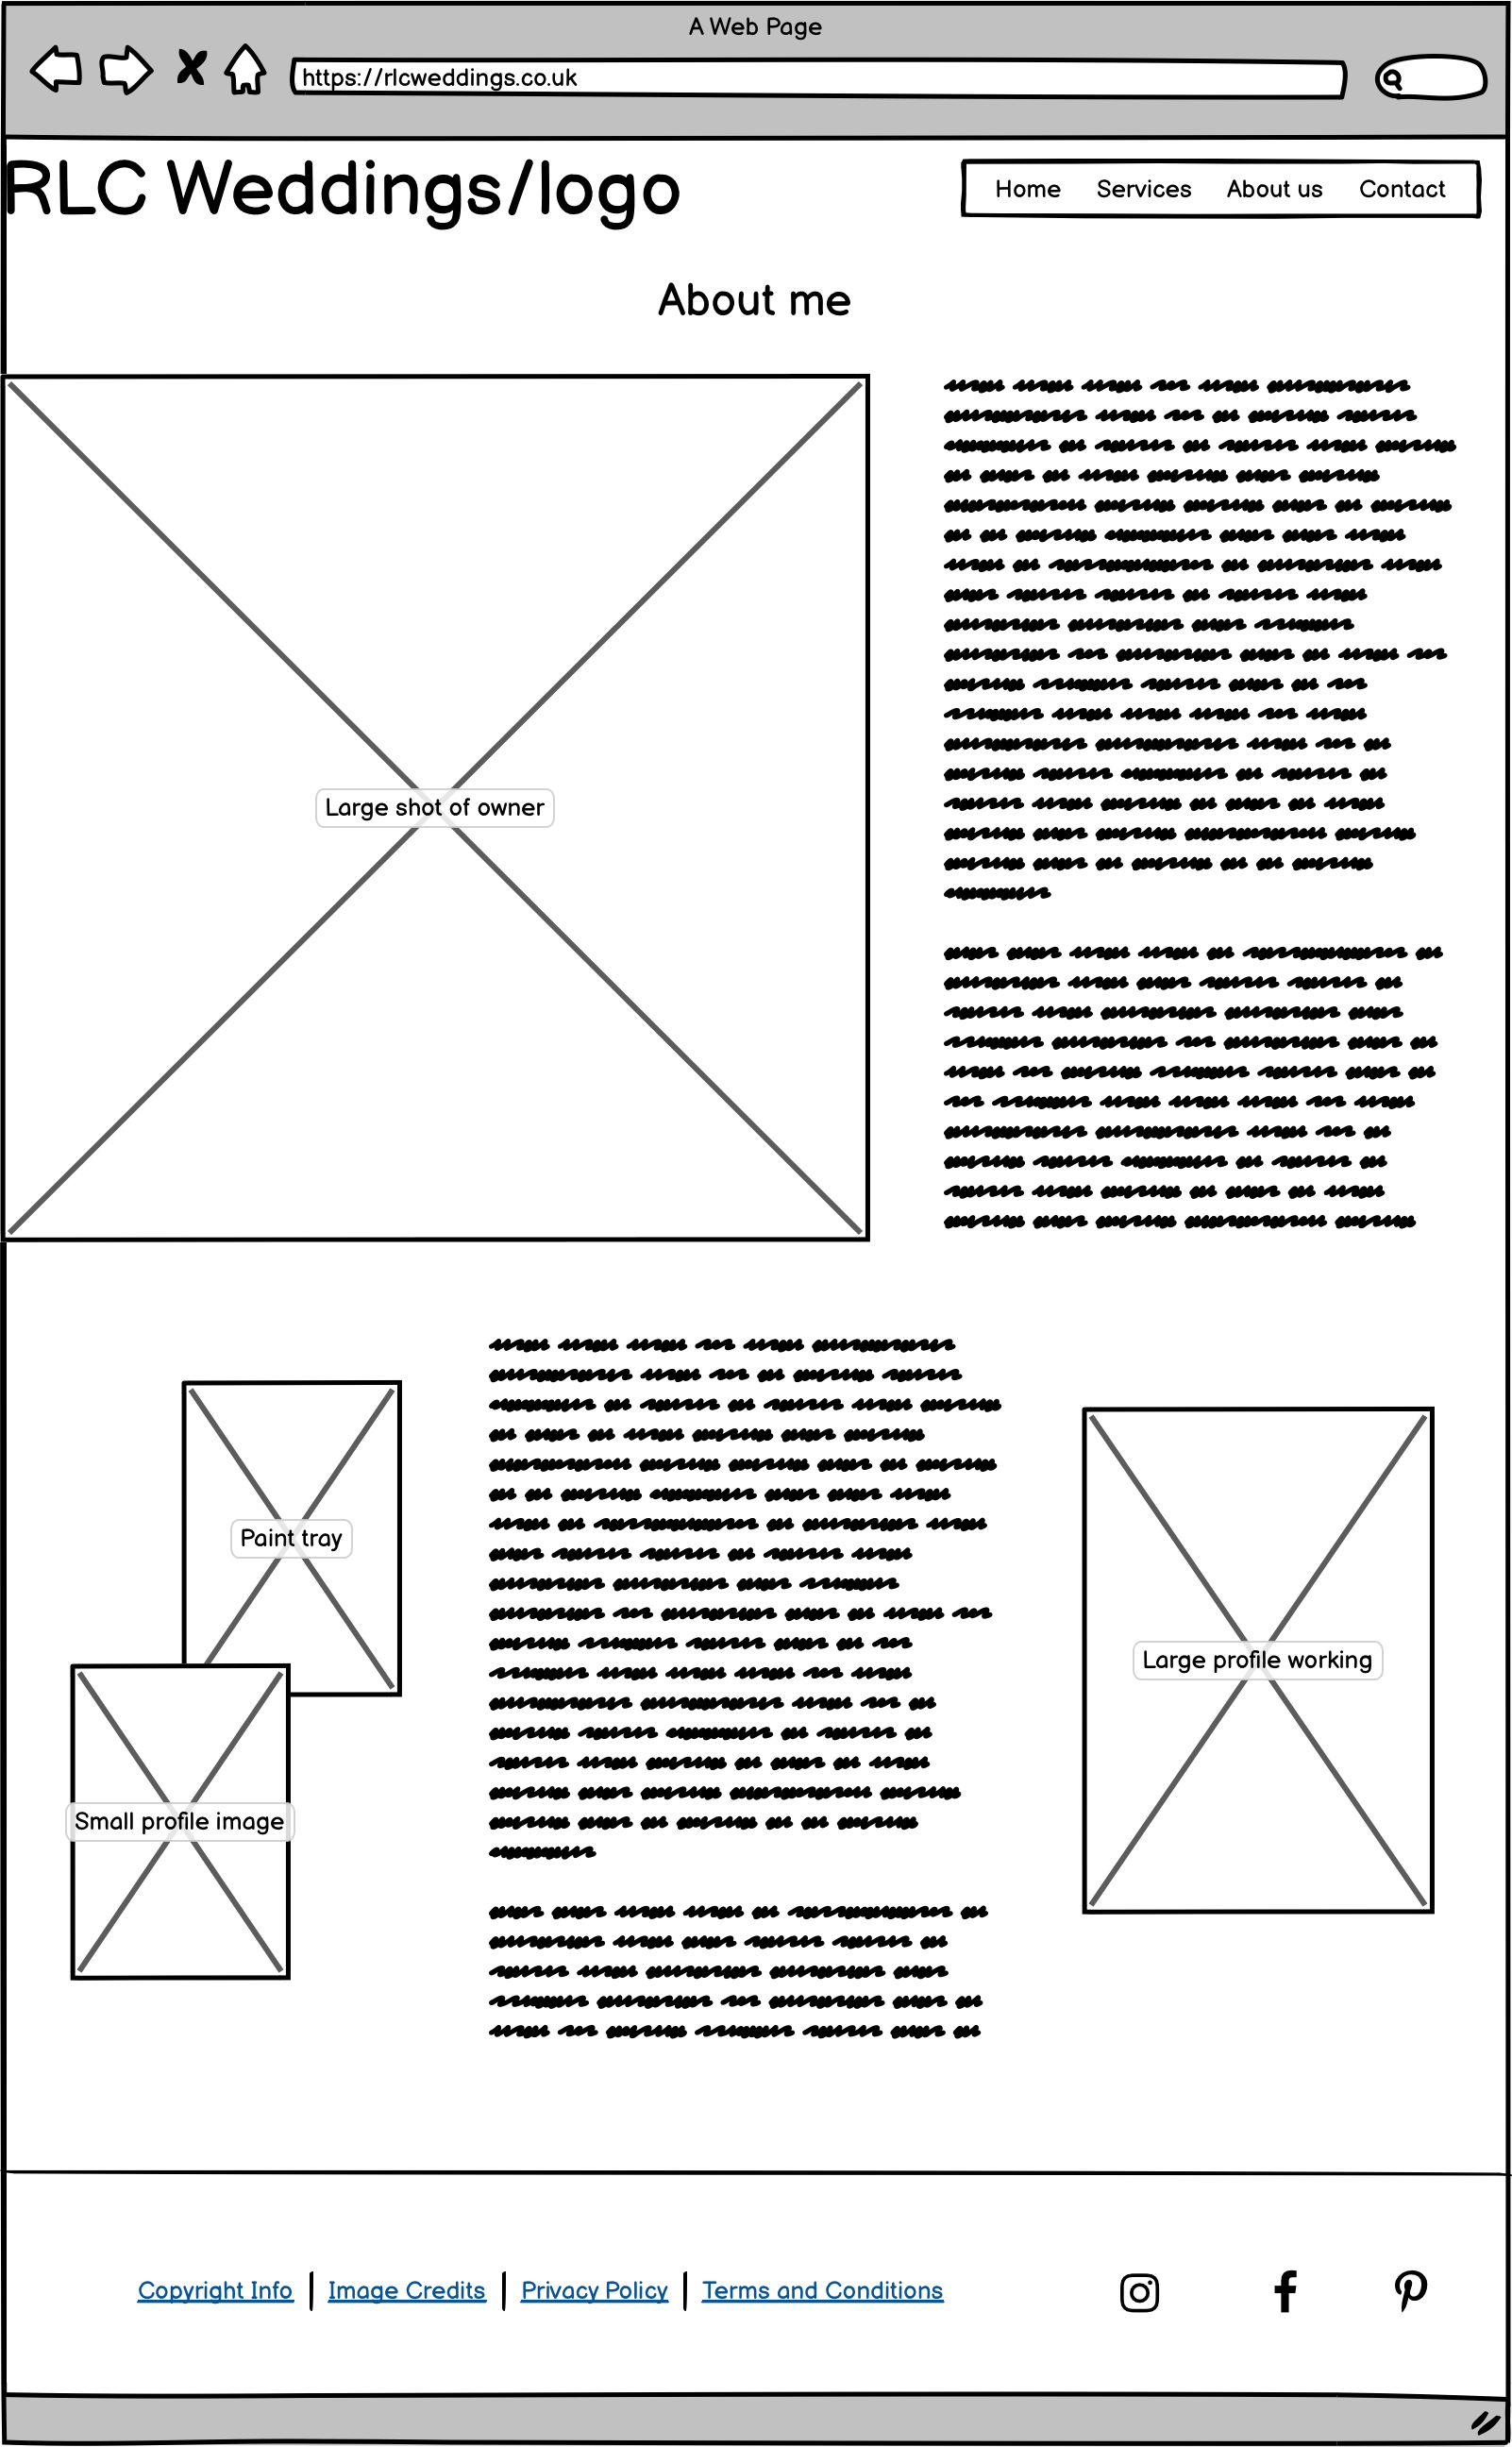 A Web Page
https://rlcweddings.co.uk
RLC Weddings/logo
Home Services About us Contact
About me
Large shot of owner
Paint tray
Large profile working
Small profile image
Copyright Info | Image Credits | Privacy Policy | Terms and Conditions